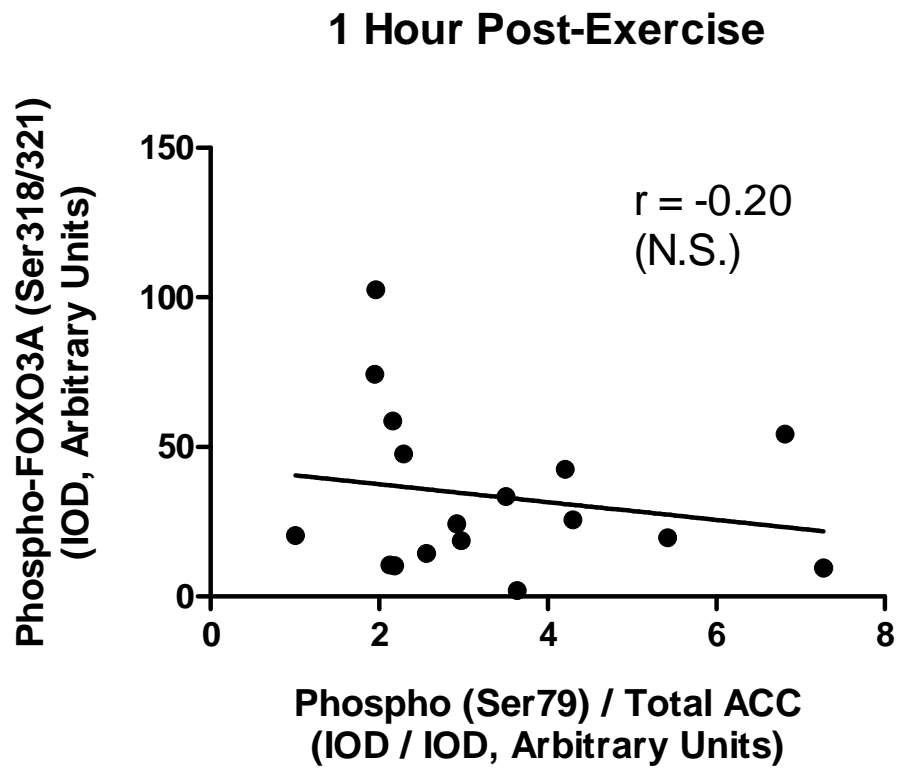 1 Hour Post-Exercise
Phospho-FOXO3A (Ser318/321)
(IOD, Arbitrary Units)
150
100
50
0
r = -0.20
(N.S.)
0 2 4 6 8
Phospho (Ser79) / Total ACC
(IOD / IOD, Arbitrary Units)